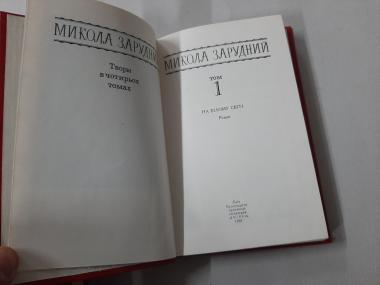 МИКОЛА ЗАРУДНИЙ
Твори
в чотирьох
томах
МИКОЛА ЗАРУДНИЙ
том
1
НА БІЛОМУ СВІТІ
Роман